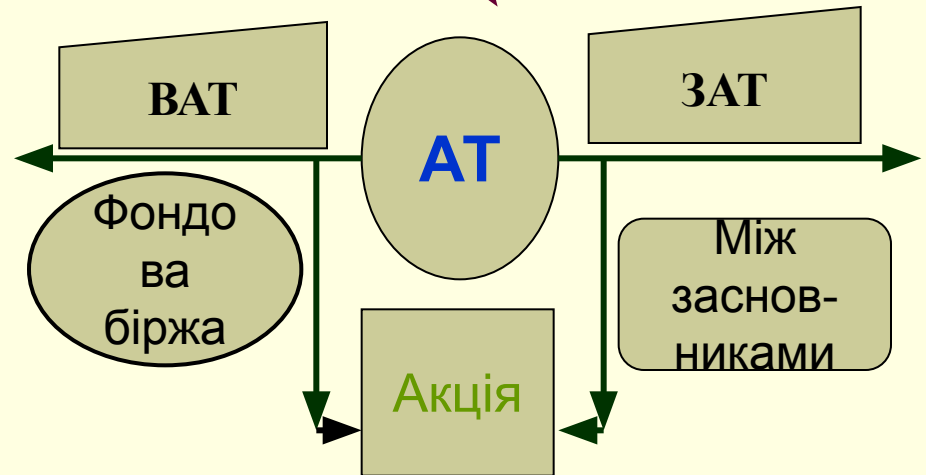 ВАТ
ЗАТ
АТ
Фондо
ва
біржа
Між
заснов-
никами
Акція